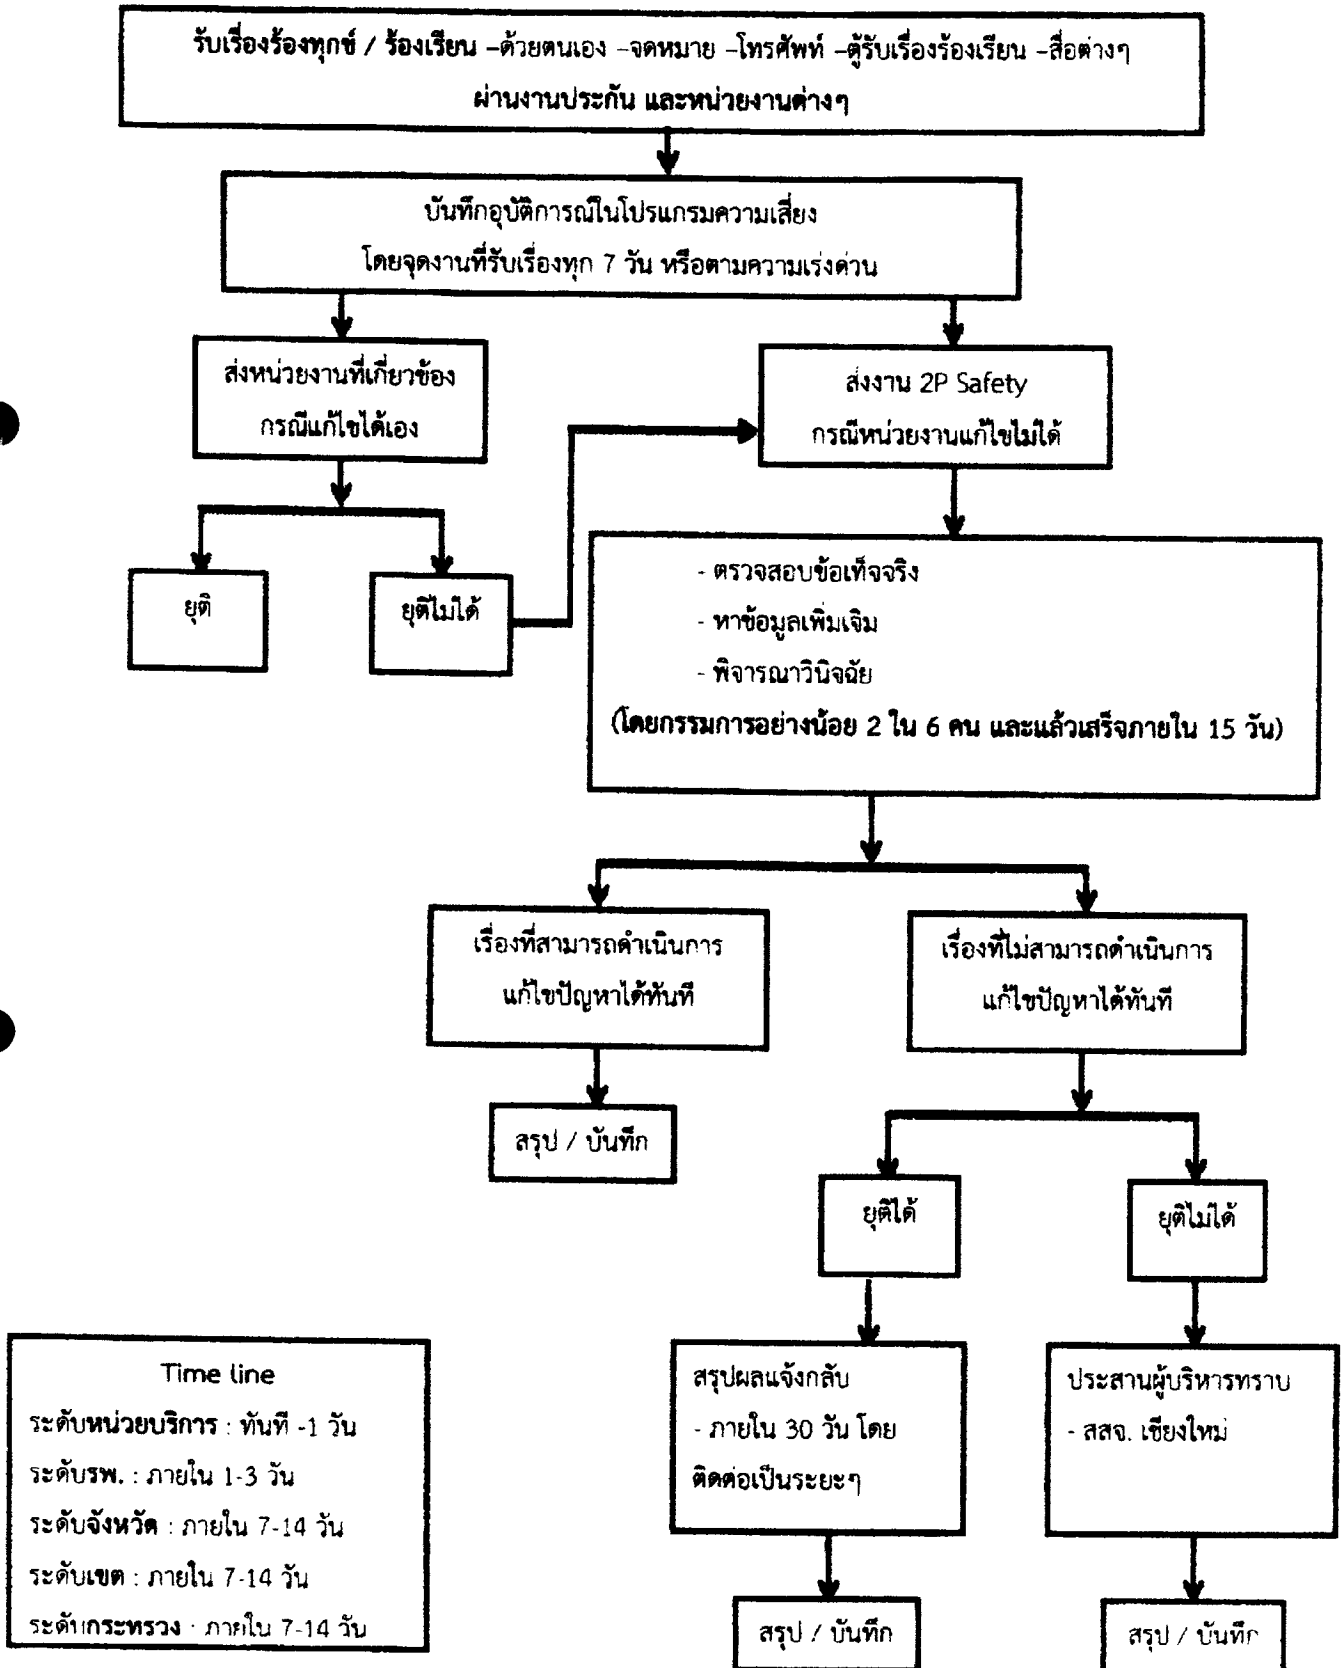 รับเรื่องร้องทุกข์ / ร้องเรียน –ด้วยตนเอง –จดหมาย –โทรศัพท์ –ตู้รับเรื่องร้องเรียน –สื่อต่างๆ
ผ่านงานประกัน และหน่วยงานต่างๆ
บันทึกอุบัติการณ์ในโปรแกรมความเสี่ยง
โดยจุดงานที่รับเรื่องทุก 7 วัน หรือตามความเร่งด่วน
ส่งหน่วยงานที่เกี่ยวข้อง
กรณีแก้ไขได้เอง
ส่งงาน 2P Safety
กรณีหน่วยงานแก้ไขไม่ได้
ยุติ
ยุติไม่ได้
- ตรวจสอบข้อเท็จจริง
- หาข้อมูลเพิ่มเจิม
- พิจารณาวินิจฉัย
(โดยกรรมการอย่างน้อย 2 ใน 6 คน และแล้วเสร็จภายใน 15 วัน)
เรื่องที่สามารถดำเนินการ
แก้ไขปัญหาได้ทันที
เรื่องที่ไม่สามารถดำเนินการ
แก้ไขปัญหาได้ทันที
สรุป / บันทึก
ยุติได้
ยุติไม่ได้
สรุปผลแจ้งกลับ
- ภายใน 30 วัน โดย
ติดต่อเป็นระยะๆ
ประสานผู้บริหารทราบ
- สสจ. เชียงใหม่
สรุป / บันทึก
สรุป / บันทึก
Time line
ระดับหน่วยบริการ : ทันที -1 วัน
ระดับรพ. : ภายใน 1-3 วัน
ระดับจังหวัด : ภายใน 7-14 วัน
ระดับเขต : ภายใน 7-14 วัน
ระดับกระทรวง : ภายใน 7-14 วัน